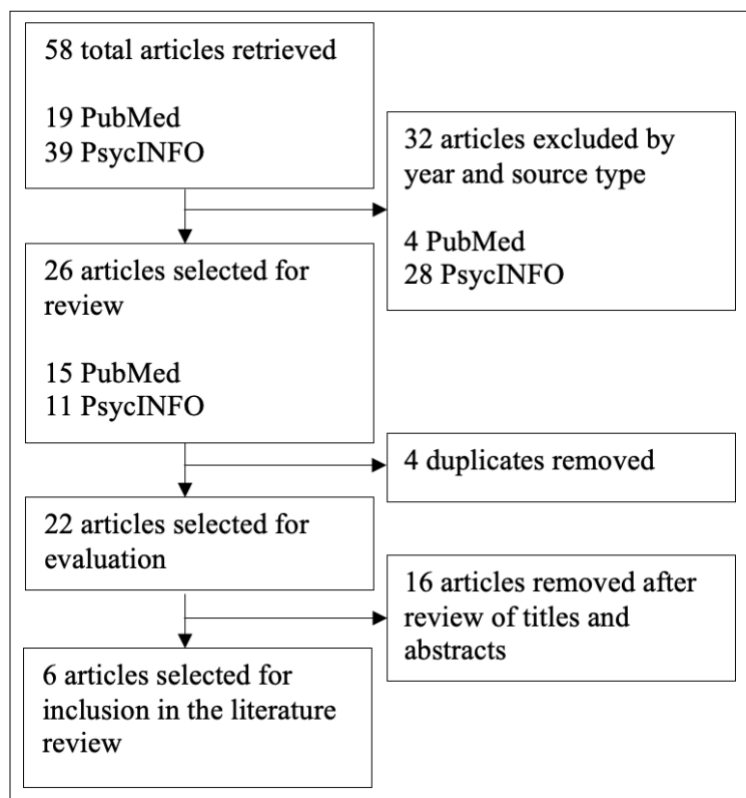 58 total articles retrieved
19 PubMed
39 PsycINFO
32 articles excluded by
year and source type
4 PubMed
28 PsycINFO
26 articles selected for
review
15 PubMed
11 PsycINFO
4 duplicates removed
22 articles selected for
evaluation
16 articles removed after
review of titles and
abstracts
6 articles selected for
inclusion in the literature
review